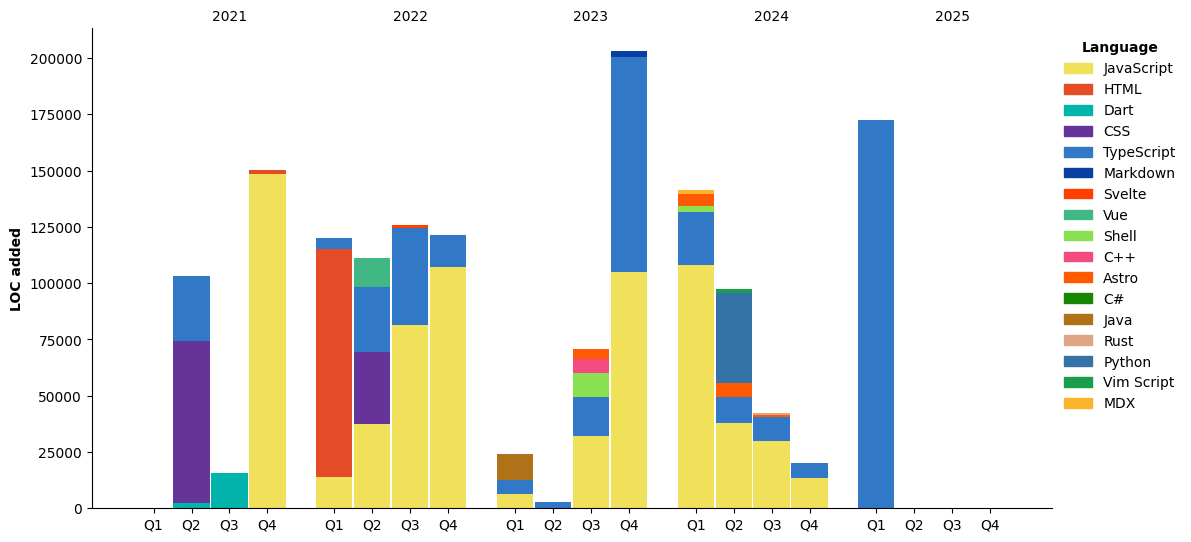 2021 2022 2023 2024 2025
LOC added
200000
175000
150000
125000
100000
75000
50000
25000
0
Q1 Q2 Q3 Q4 Q1 Q2 Q3 Q4 Q1 Q2 Q3 Q4 Q1 Q2 Q3 Q4 Q1 Q2 Q3 Q4
Language
JavaScript
HTML
Dart
CSS
TypeScript
Markdown
Svelte
Vue
Shell
C++
Astro
C#
Java
Rust
Python
Vim Script
MDX